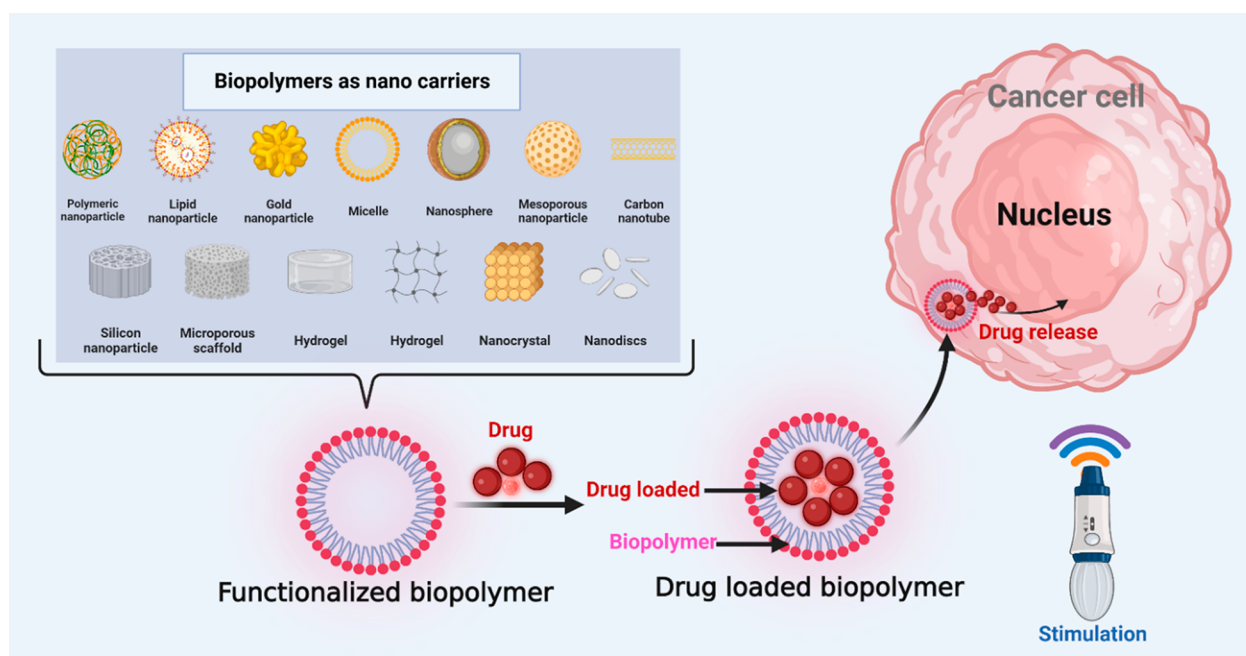 Biopolymers as nano carriers
Cancer cell
Polymeric
nanoparticle
Lipid
nanoparticle
Gold
nanoparticle
Micelle
Nanosphere
Mesoporous
nanoparticle
Carbon
nanotube
Nucleus
Silicon
nanoparticle
Microporous
scaffold
Hydrogel
Hydrogel
Nanocrystal
Nanodiscs
Drug release
Drug
Drug loaded
Biopolymer
Functionalized biopolymer
Drug loaded biopolymer
Stimulation